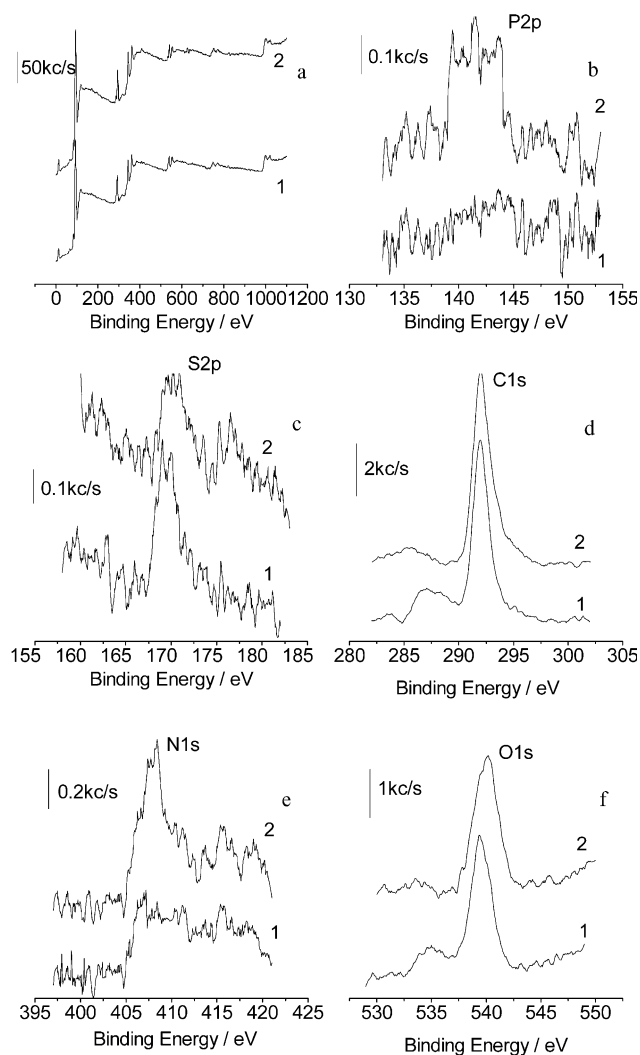 50kc/s
2
a
1
0 200 400 600 800 1000 1200
Binding Energy / eV
P2p
0.1kc/s
b
2
1
130 135 140 145 150 155
Binding Energy / eV
S2p
c
2
0.1kc/s
1
155 160 165 170 175 180 185
Binding Energy / eV
C1s
d
2kc/s
2
1
280 285 290 295 300 305
Binding Energy / eV
N1s
0.2kc/s
e
2
1
395 400 405 410 415 420 425
Binding Energy / eV
O1s
1kc/s
f
2
1
530 535 540 545 550
Binding Energy / eV